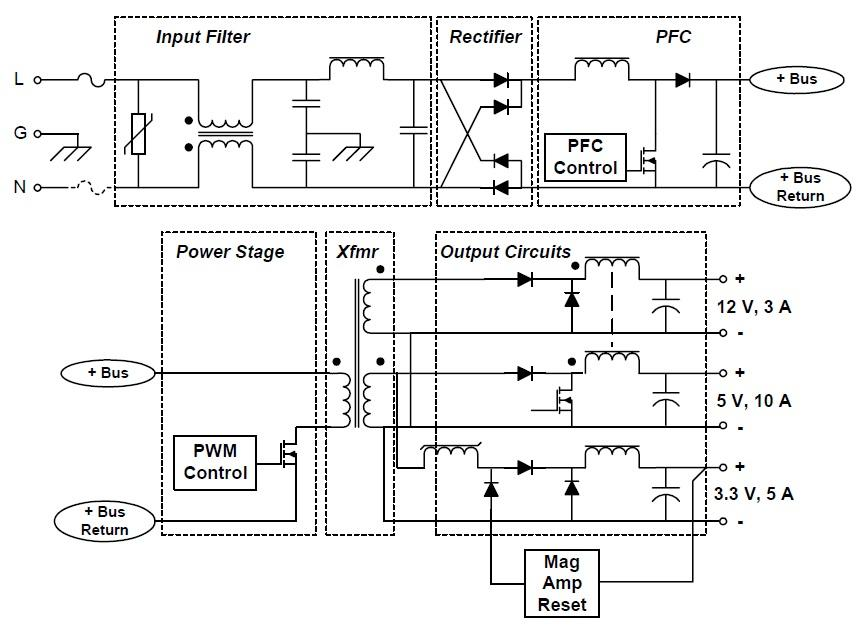 Input Filter
Rectifier
PFC
L
+ Bus
G
PFC
Control
N
+ Bus
Return
Power Stage
Xfmr
Output Circuits
+
12 V, 3 A
-
+ Bus
+
5 V, 10 A
-
PWM
Control
+
3.3 V, 5 A
+ Bus
Return
-
Mag
Amp
Reset